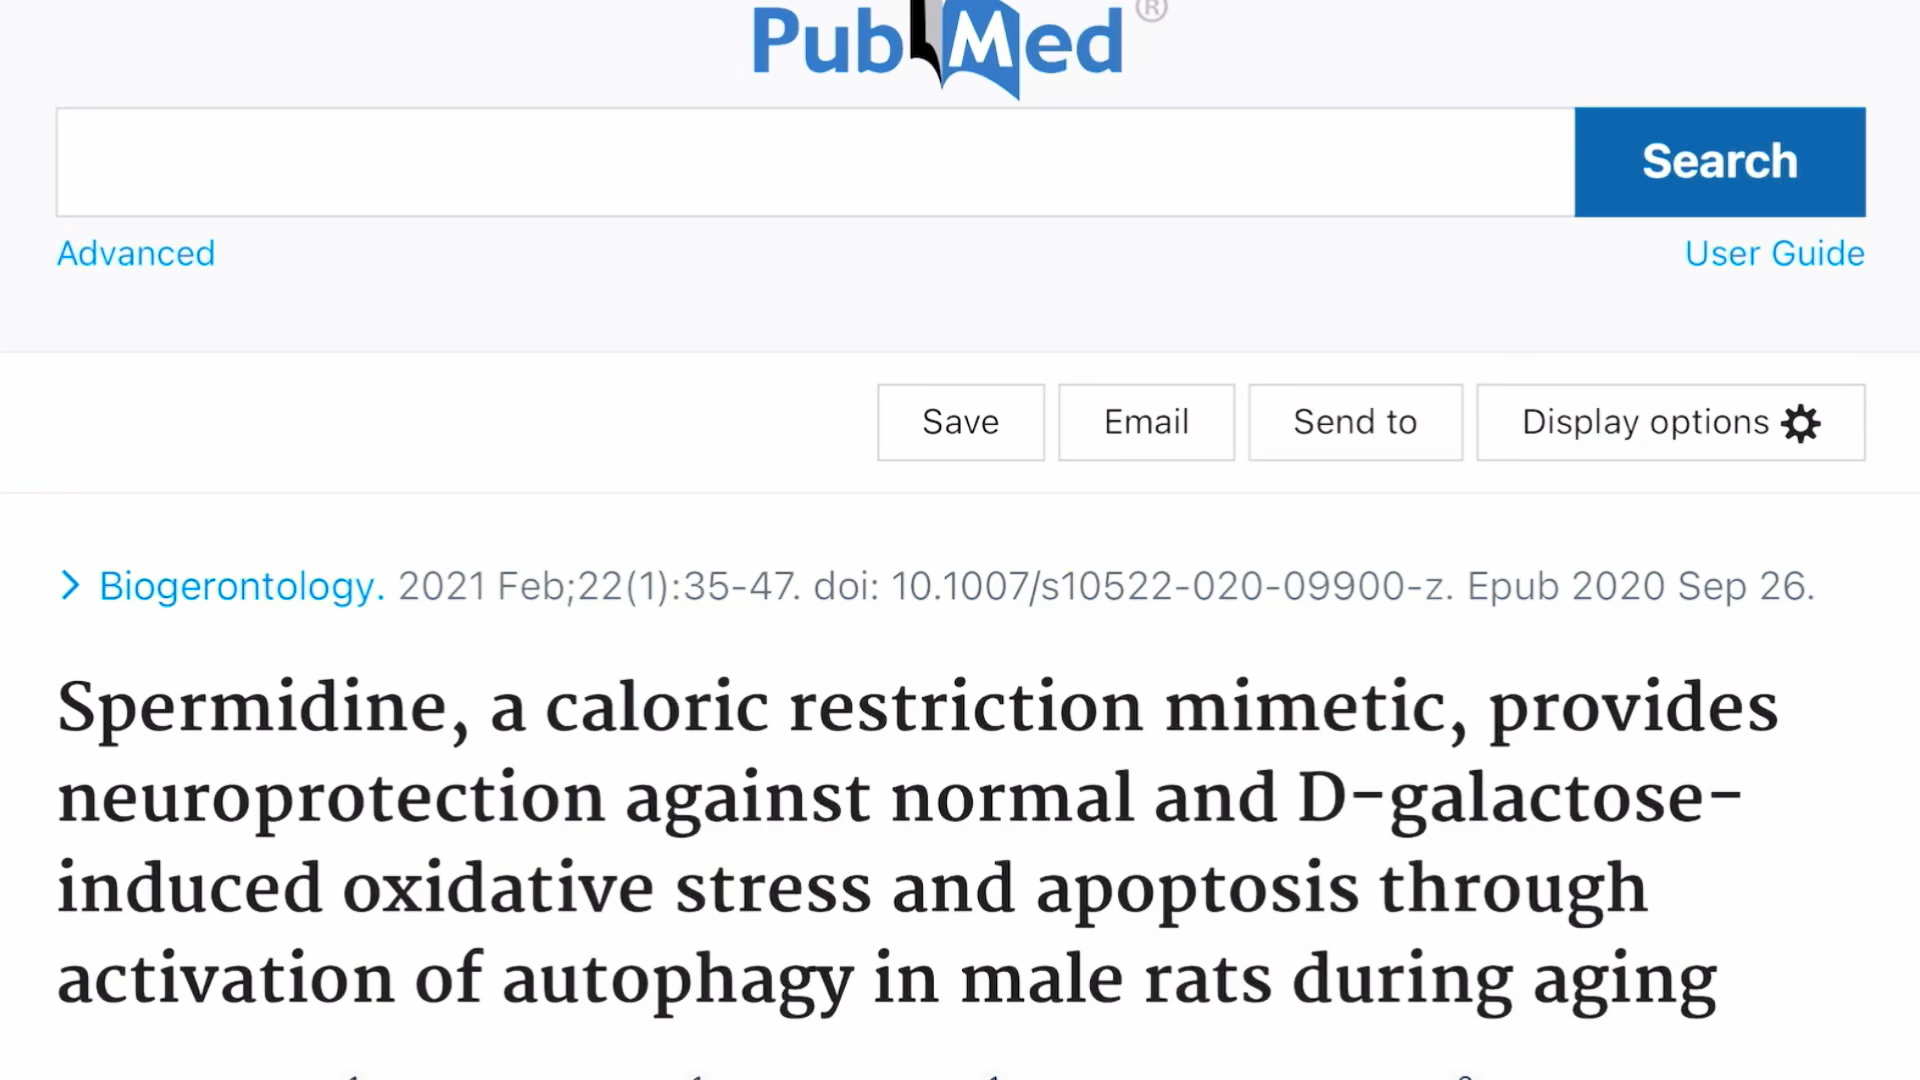 PubMed®
Search
Advanced
User Guide
Save
Email
Send to
Display options
Biogerontology. 2021 Feb;22(1):35-47. doi: 10.1007/s10522-020-09900-z. Epub 2020 Sep 26.
Spermidine, a caloric restriction mimetic, provides
neuroprotection against normal and D-galactose-
induced oxidative stress and apoptosis through
activation of autophagy in male rats during aging